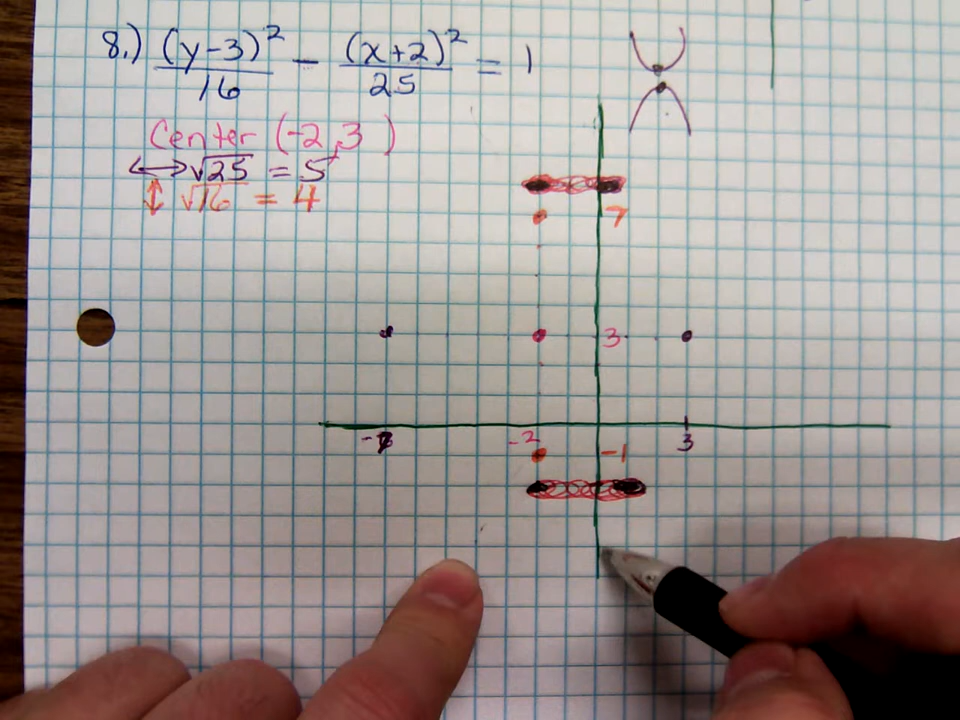 8.) (y-3)²/16 - (x+2)²/25 = 1
Center (-2,3)
↔ √25 = 5
↕ √16 = 4
7
3
-2
-1
3